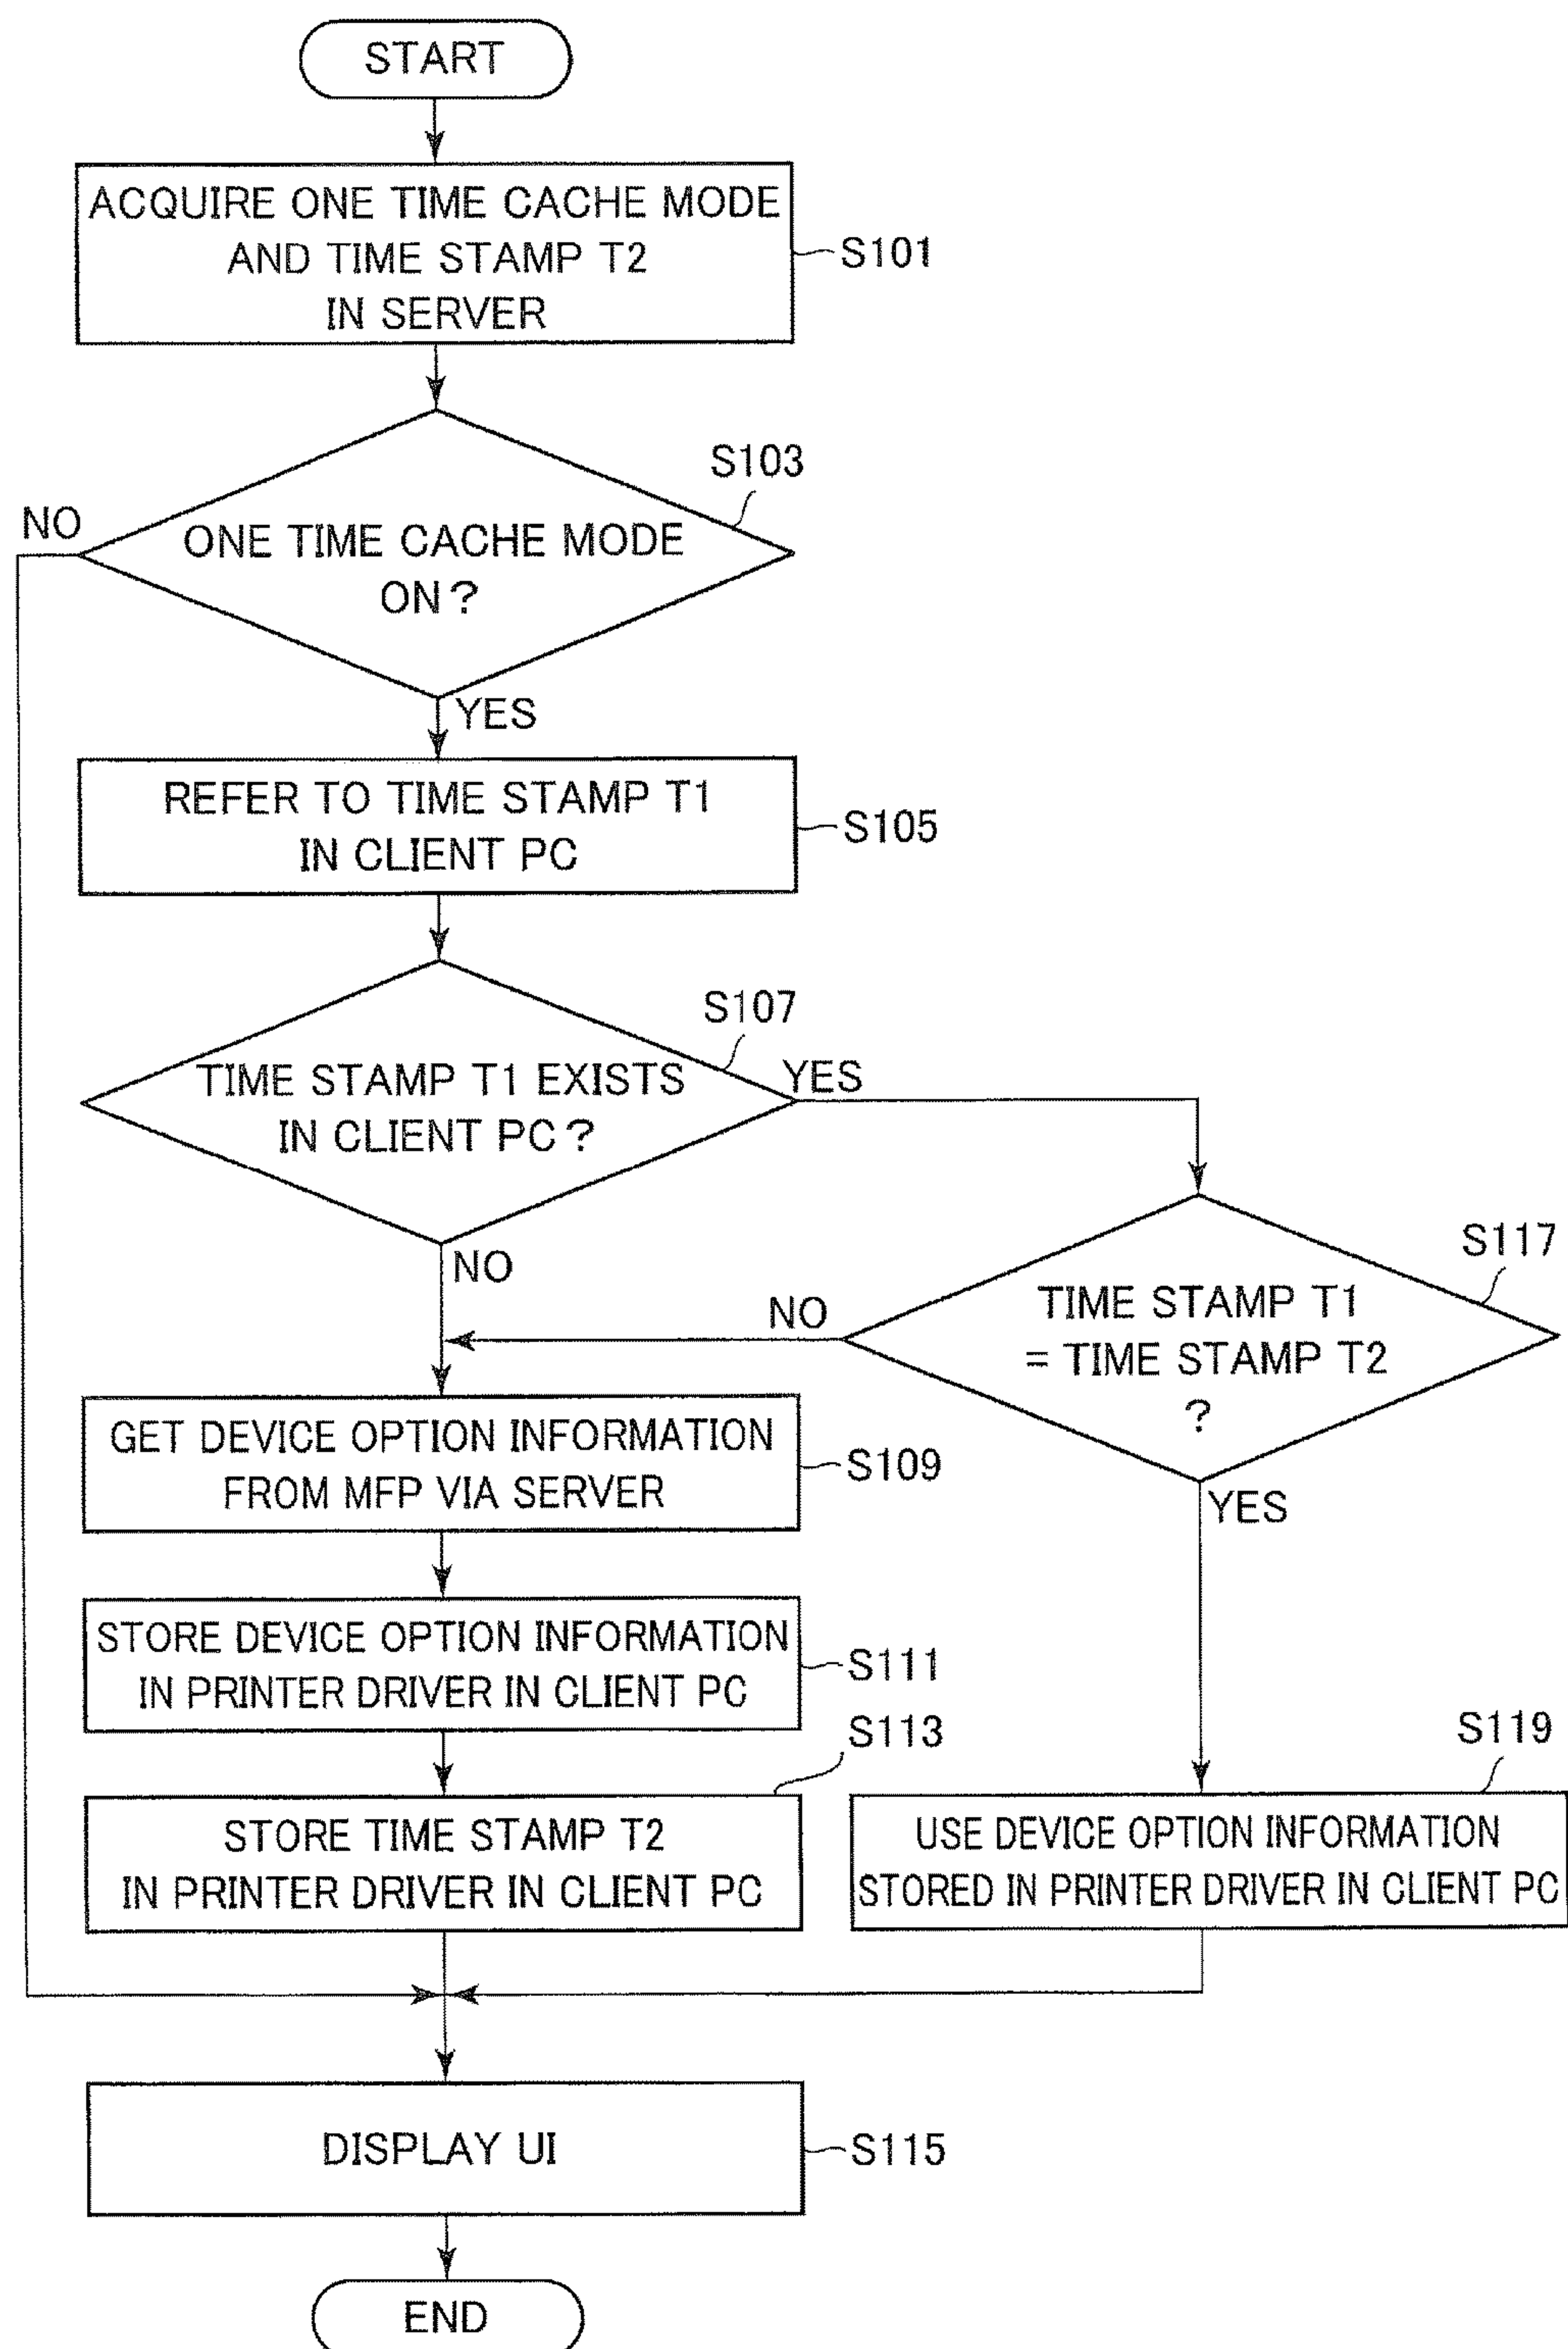 START
ACQUIRE ONE TIME CACHE MODE
AND TIME STAMP T2
IN SERVER
S101
S103
NO
ONE TIME CACHE MODE
ON?
YES
REFER TO TIME STAMP T1
IN CLIENT PC
S105
S107
TIME STAMP T1 EXISTS
IN CLIENT PC?
YES
NO
S117
NO
TIME STAMP T1
= TIME STAMP T2
?
YES
GET DEVICE OPTION INFORMATION
FROM MFP VIA SERVER
S109
STORE DEVICE OPTION INFORMATION
IN PRINTER DRIVER IN CLIENT PC
S111
S113
STORE TIME STAMP T2
IN PRINTER DRIVER IN CLIENT PC
S119
USE DEVICE OPTION INFORMATION
STORED IN PRINTER DRIVER IN CLIENT PC
DISPLAY UI
S115
END